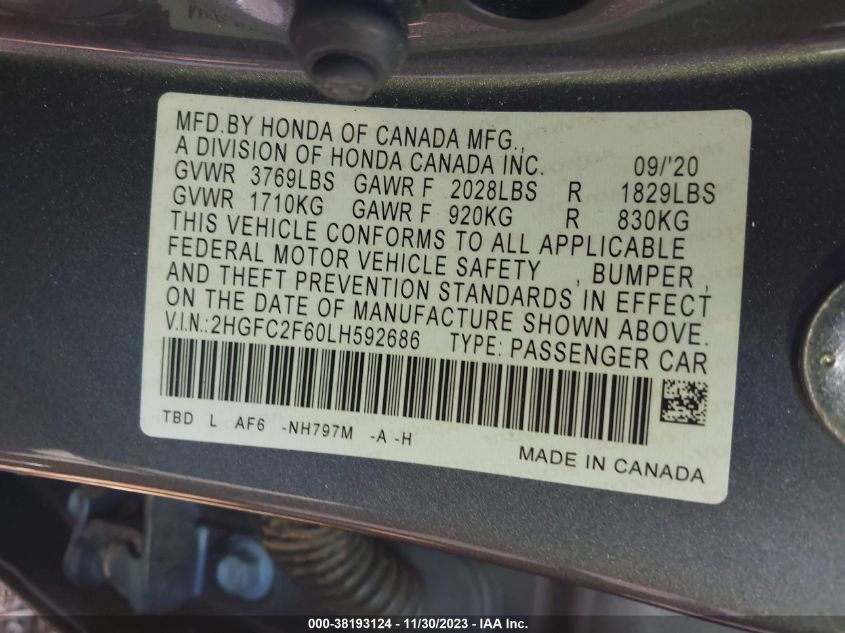 MFD.BY HONDA OF CANADA MFG.,
A DIVISION OF HONDA CANADA INC. 09/'20
GVWR 3769LBS GAWR F 2028LBS R 1829LBS
GVWR 1710KG GAWR F 920KG R 830KG
THIS VEHICLE CONFORMS TO ALL APPLICABLE
FEDERAL MOTOR VEHICLE SAFETY , BUMPER ,
AND THEFT PREVENTION STANDARDS IN EFFECT
ON THE DATE OF MANUFACTURE SHOWN ABOVE.
V.I.N.:2HGFC2F60LH592686 TYPE: PASSENGER CAR
TBD L AF6 -NH797M -A -H
MADE IN CANADA
000-38193124 - 11/30/2023 - IAA Inc.